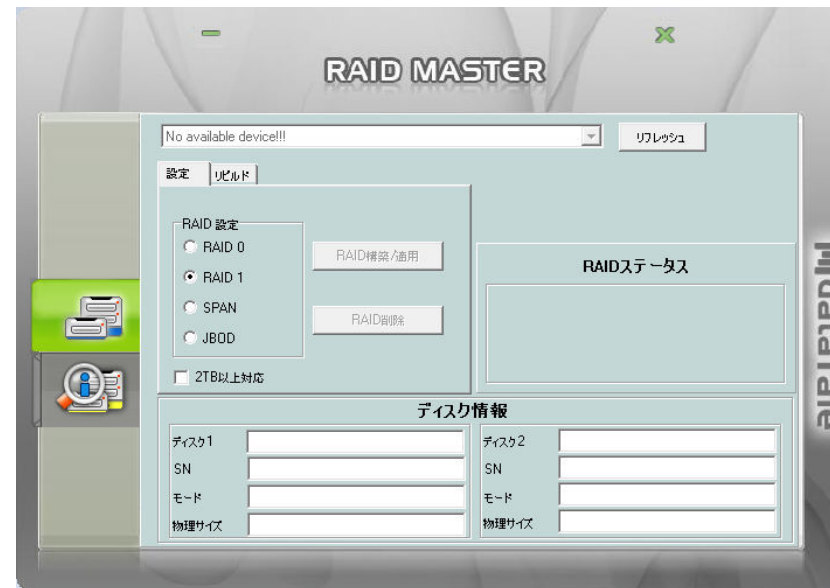 RAID MASTER
No available device!!!
リフレッシュ
設定
リビルド
RAID 設定
RAID 0
RAID 1
SPAN
JBOD
RAID構築/適用
RAID削除
2TB以上対応
RAIDステータス
ディスク情報
ディスク1
SN
モード
物理サイズ
ディスク2
SN
モード
物理サイズ